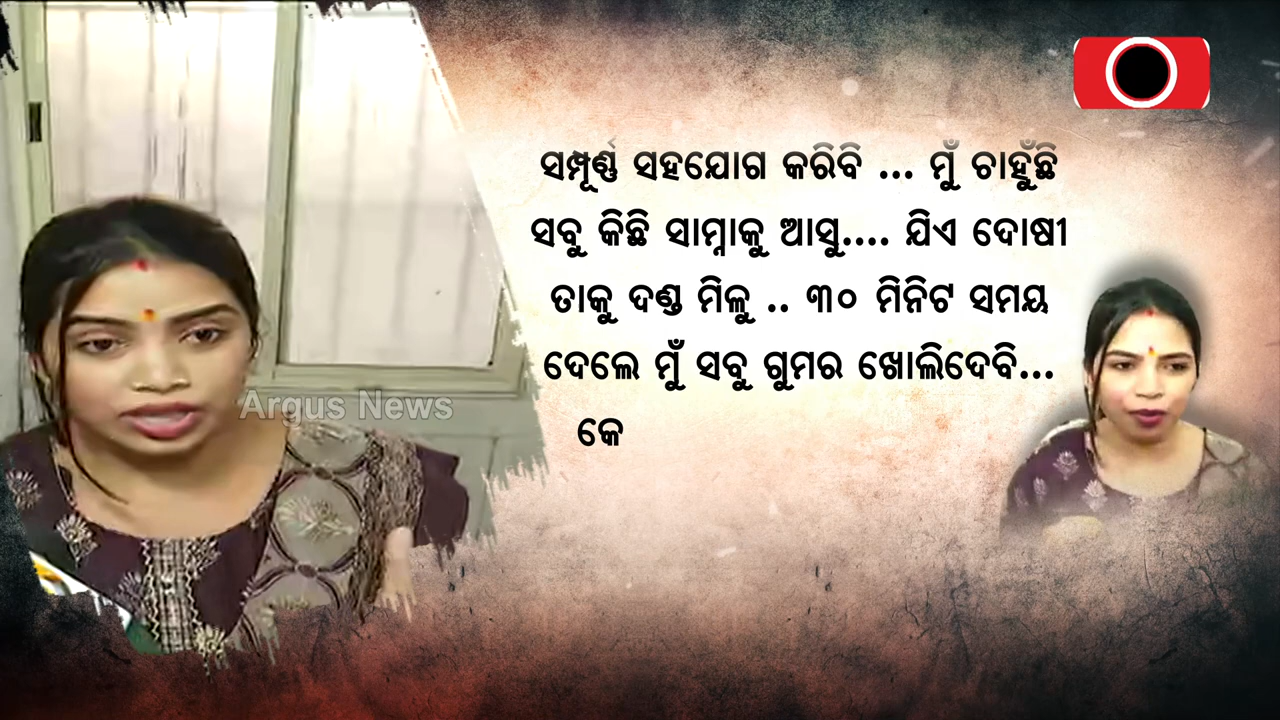 ସମ୍ପୂର୍ଣ୍ଣ ସହଯୋଗ କରିବି ... ମୁଁ ଚାହୁଁଛି
ସବୁ କିଛି ସାମ୍ନାକୁ ଆସୁ.... ଯିଏ ଦୋଷୀ
ତାକୁ ଦଣ୍ଡ ମିଳୁ .. ୩୦ ମିନିଟ ସମୟ
ଦେଲେ ମୁଁ ସବୁ ଗୁମର ଖୋଲିଦେବି...
କେ
Argus News